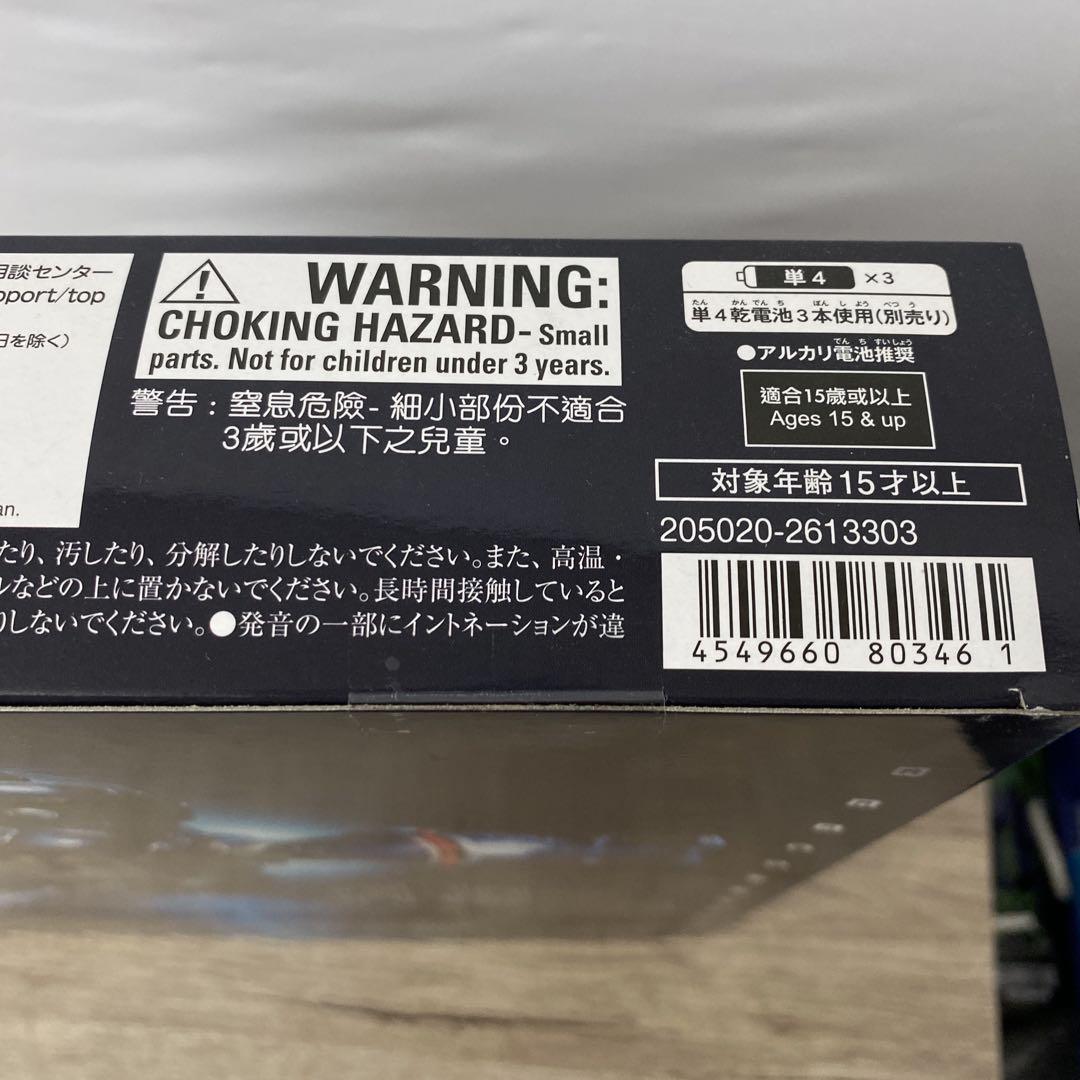 相談センター
pport/top
日を除く)
an.
WARNING:
CHOKING HAZARD- Small
parts. Not for children under 3 years.
警告：窒息危險- 細小部份不適合
3歲或以下之兒童。
たり、汚したり、分解したりしないでください。また、高温・
ルなどの上に置かないでください。長時間接触していると
りしないでください。●発音の一部にイントネーションが違
単4 ×3
単4乾電池3本使用(別売り)
●アルカリ電池推奨
適合15歲或以上
Ages 15 & up
対象年齢15才以上
205020-2613303
4549660 80346 1